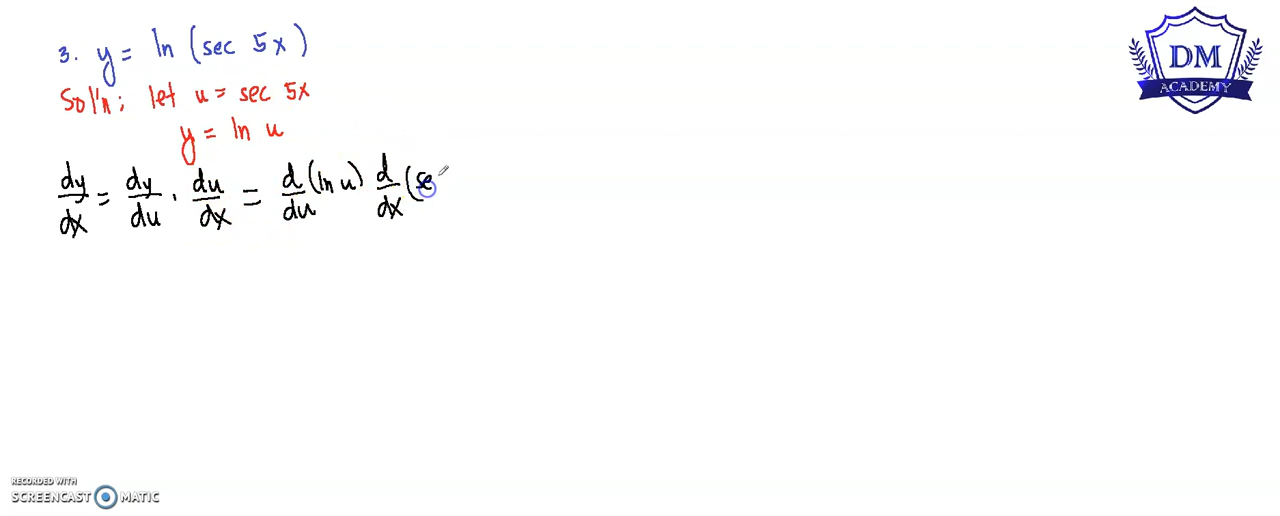 3. y = ln (sec 5x)
Sol'n: let u = sec 5x
y = ln u
dy/dx = dy/du · du/dx = d/du (ln u) d/dx (se
DM
ACADEMY
RECORDED WITH
SCREENCAST MATIC